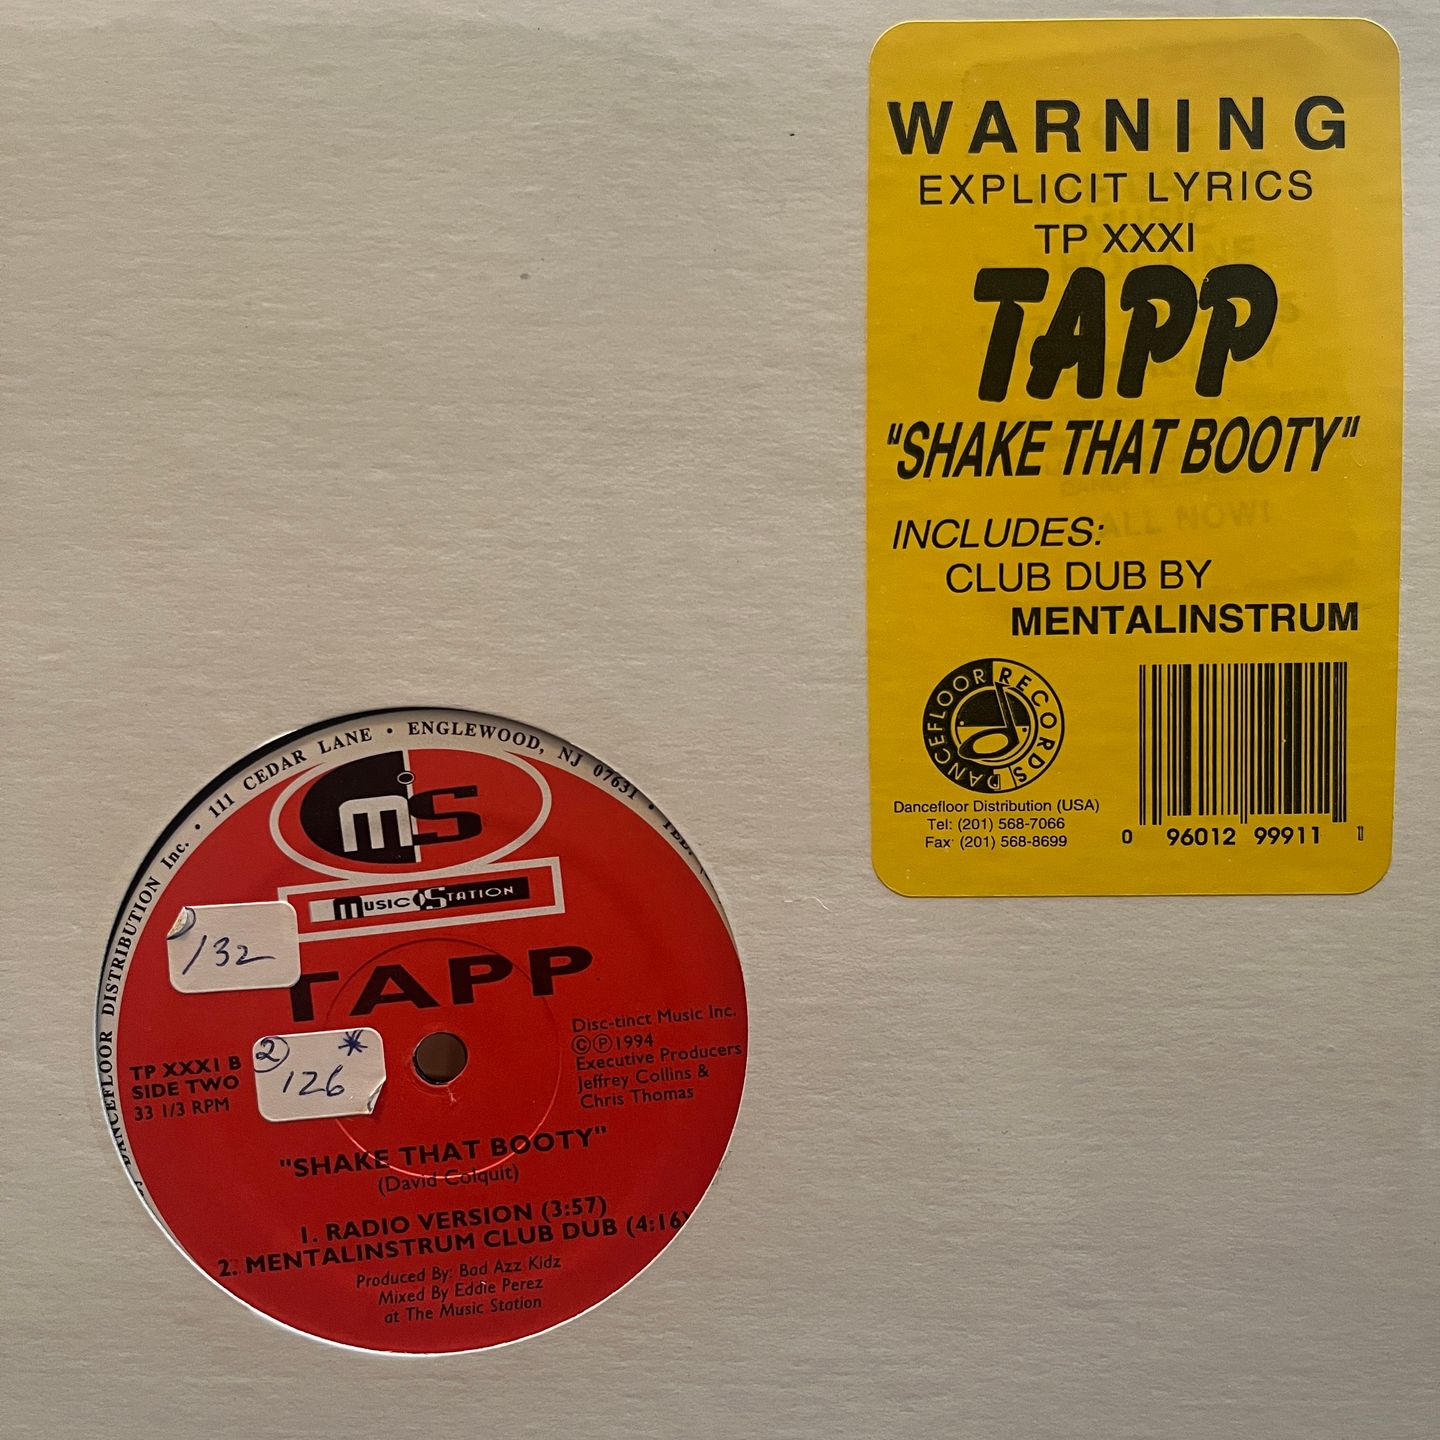 WARNING
EXPLICIT LYRICS
TP XXXI
TAPP
"SHAKE THAT BOOTY"
INCLUDES:
CLUB DUB BY
MENTALINSTRUM
DANCEFLOOR RECORDS
Dancefloor Distribution (USA)
Tel: (201) 568-7066
Fax: (201) 568-8699
0 96012 99911 1
DANCEFLOOR DISTRIBUTION Inc. • 111 CEDAR LANE • ENGLEWOOD, NJ 07631 •
MS
MUSIC STATION
132
TAPP
Disc-tinct Music Inc.
©℗1994
Executive Producers
Jeffrey Collins &
Chris Thomas
TP XXXI B
SIDE TWO
33 1/3 RPM
2 *
126
"SHAKE THAT BOOTY"
(David Colquit)
1. RADIO VERSION (3:57)
2. MENTALINSTRUM CLUB DUB (4:16)
Produced By: Bad Azz Kidz
Mixed By Eddie Perez
at The Music Station